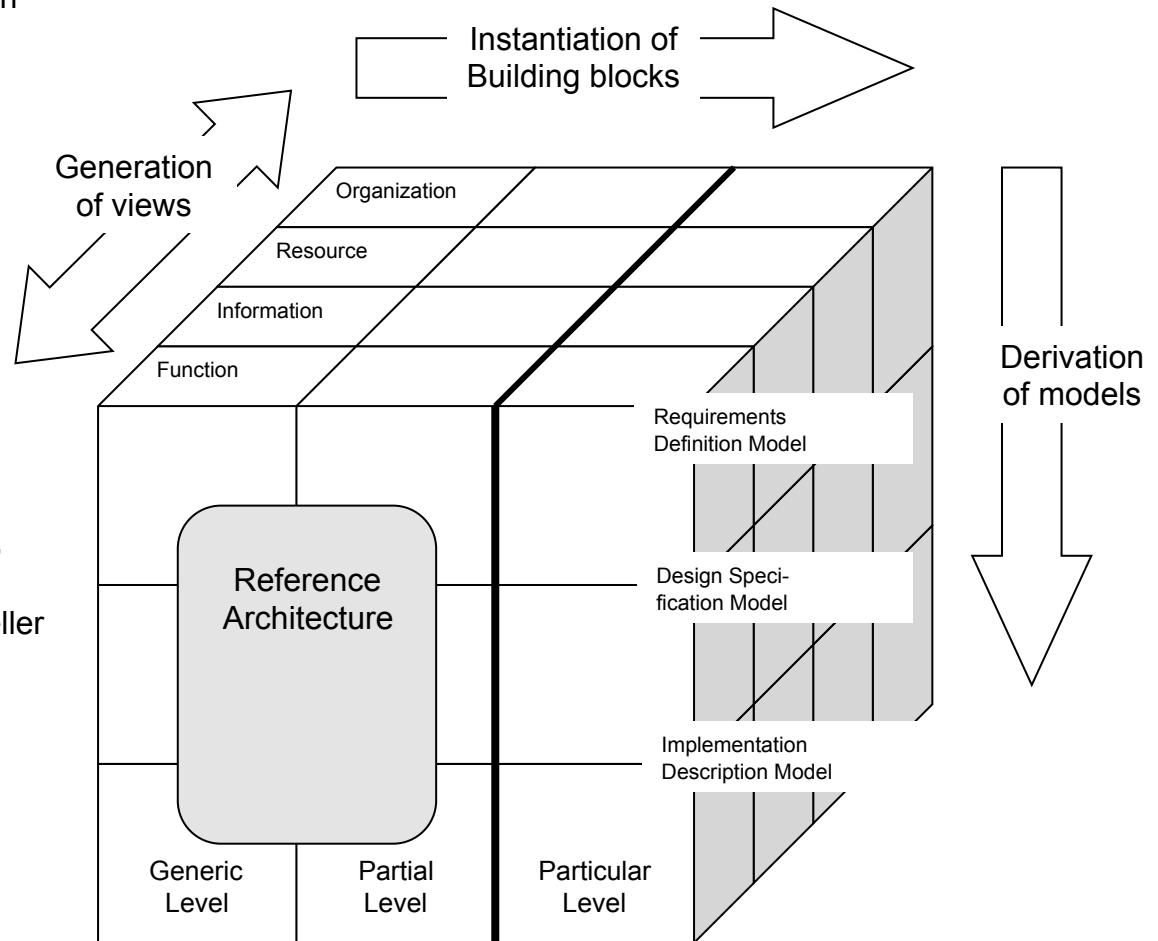 Instantiation of
Building blocks
Generation
of views
Organization
Resource
Information
Function
Derivation
of models
Requirements
Definition Model
Reference
Architecture
Design Speci-
fication Model
Implementation
Description Model
Generic
Level
Partial
Level
Particular
Level